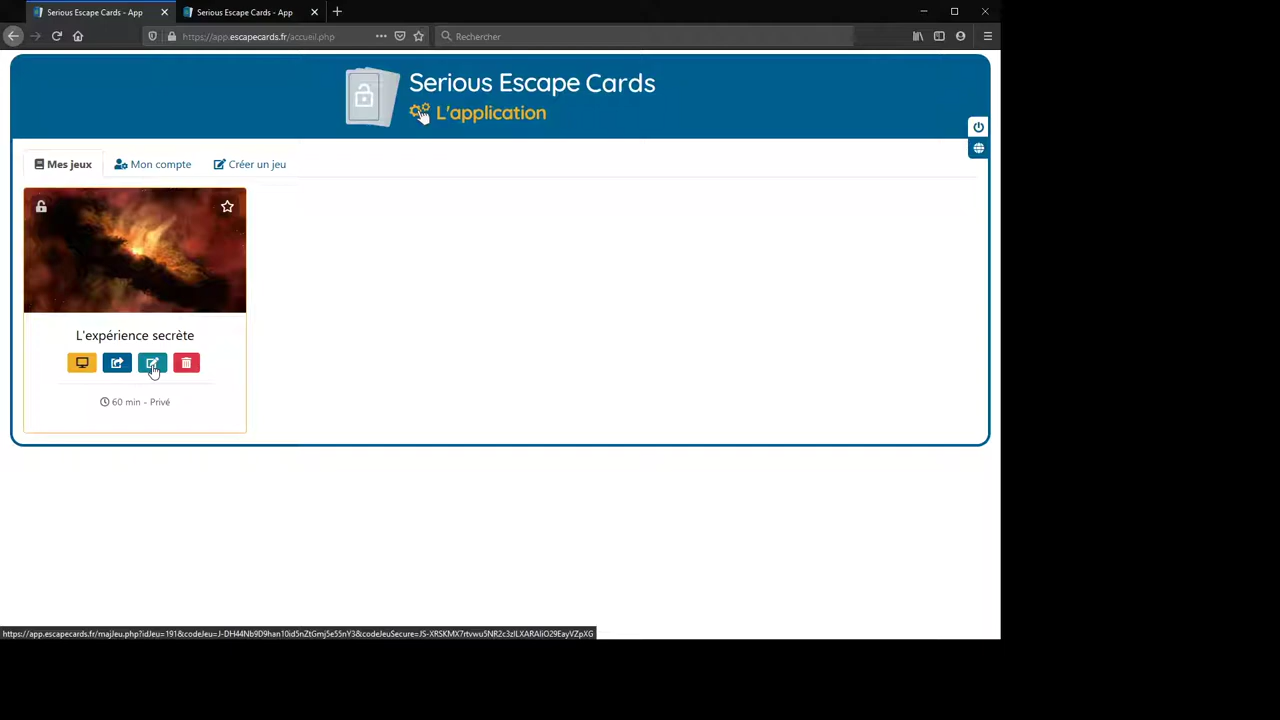 Serious Escape Cards - App
Serious Escape Cards - App
https://app.escapecards.fr/accueil.php
Rechercher
Serious Escape Cards
L'application
Mes jeux
Mon compte
Créer un jeu
L'expérience secrète
60 min - Privé